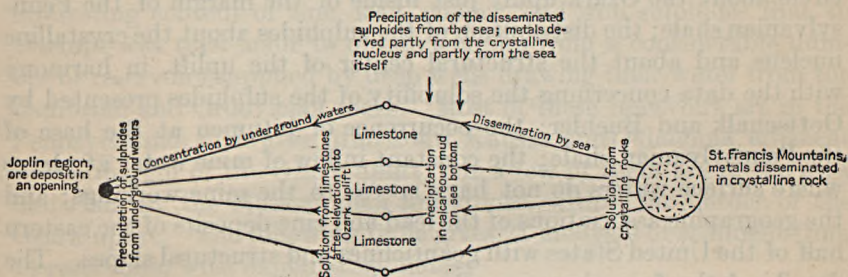 Precipitation of the disseminated
sulphides from the sea; metals de-
r'ved partly from the crystalline
nucleus and partly from the sea
itself
Joplin region,
ore deposit in
an opening.
Precipitation of sulphides
from underground waters
Concentration by underground waters
Solution from limestones
after elevation into
Ozark uplift
Limestone
Limestone
Limestone
Precipitation
in calcareous mud
on sea bottom
Dissemination by sea
Solution from
crystalline rocks
St. Francis Mountains,
metals disseminated
in crystalline rock